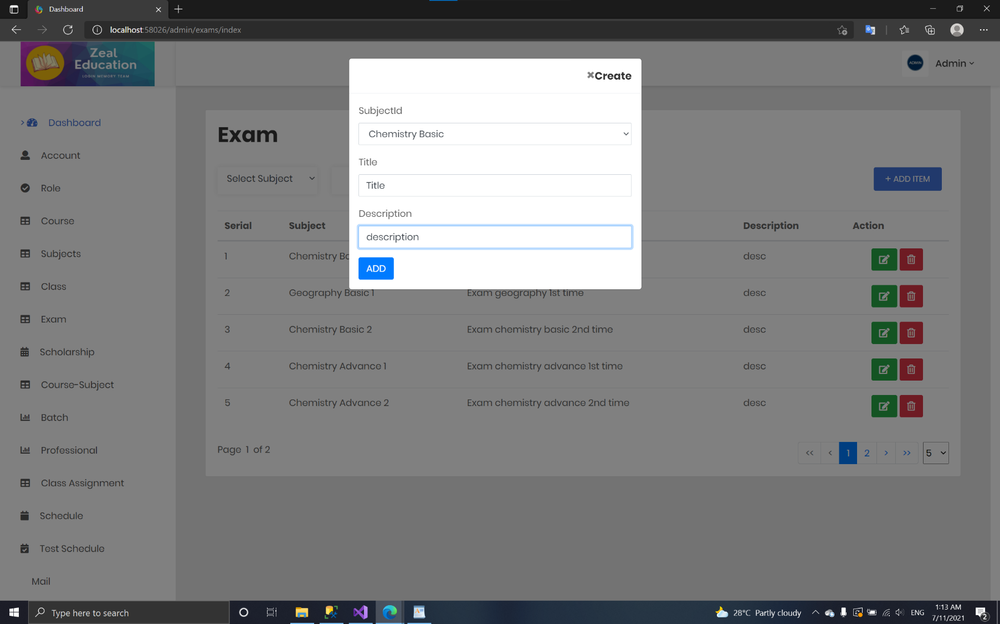 Dashboard
localhost:58026/admin/exams/index
Zeal
Education
LOGIN MEMORY TEAM
ADMIN
Admin
Dashboard
Account
Role
Course
Subjects
Class
Exam
Scholarship
Course-Subject
Batch
Professional
Class Assignment
Schedule
Test Schedule
Mail
Exam
Select Subject
+ ADD ITEM
Serial Subject Description Action
1 Chemistry Ba desc
2 Geography Basic 1 Exam geography 1st time desc
3 Chemistry Basic 2 Exam chemistry basic 2nd time desc
4 Chemistry Advance 1 Exam chemistry advance 1st time desc
5 Chemistry Advance 2 Exam chemistry advance 2nd time desc
Page 1 of 2
<< < 1 2 > >> 5
×Create
SubjectId
Chemistry Basic
Title
Title
Description
description
ADD
Type here to search
28°C Partly cloudy
ENG
1:13 AM
7/11/2021
2